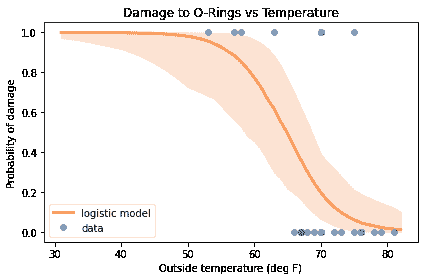 Damage to O-Rings vs Temperature
Probability of damage
1.0
0.8
0.6
0.4
0.2
0.0
logistic model
data
30 40 50 60 70 80
Outside temperature (deg F)